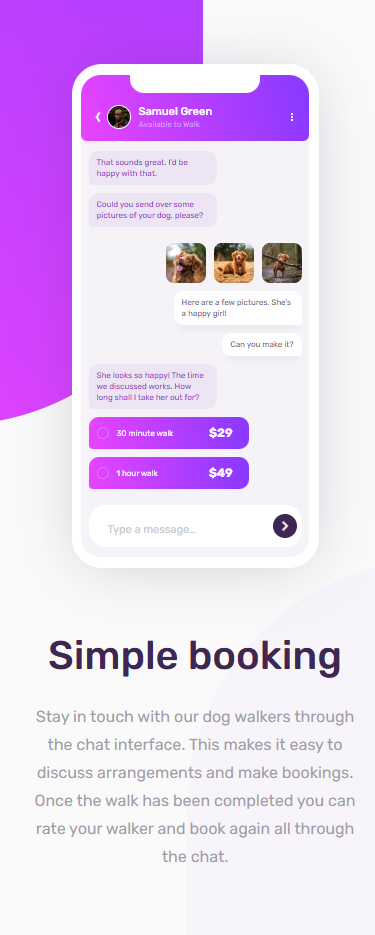 Samuel Green
Available to Walk
That sounds great. I'd be
happy with that.
Could you send over some
pictures of your dog, please?
Here are a few pictures. She's
a happy girl!
Can you make it?
She looks so happy! The time
we discussed works. How
long shall I take her out for?
30 minute walk $29
1 hour walk $49
Type a message...
Simple booking
Stay in touch with our dog walkers through
the chat interface. This makes it easy to
discuss arrangements and make bookings.
Once the walk has been completed you can
rate your walker and book again all through
the chat.